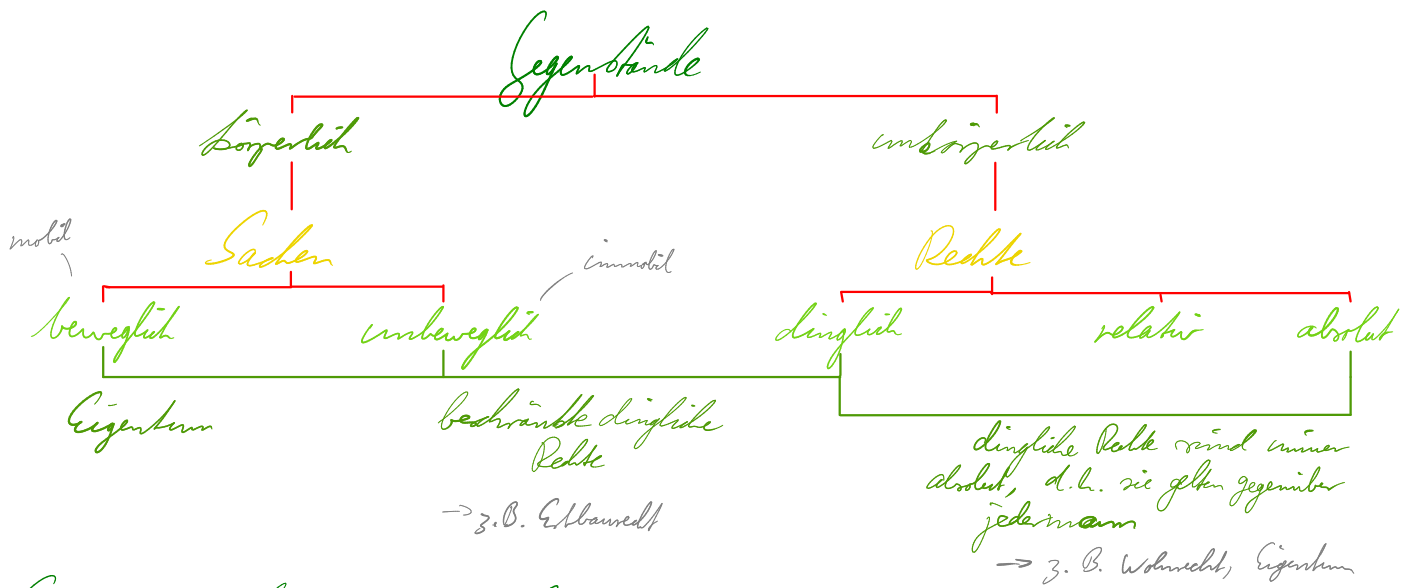 Gegenstände
körperlich
unkörperlich
Sachen
Rechte
mobil
immobil
beweglich
unbeweglich
dinglich
relativ
absolut
Eigentum
beschränkte dingliche
Rechte
→ z.B. Erbbaurecht
dingliche Rechte sind immer
absolut, d.h. sie gelten gegenüber
jedermann
→ z. B. Wohnrecht, Eigentum